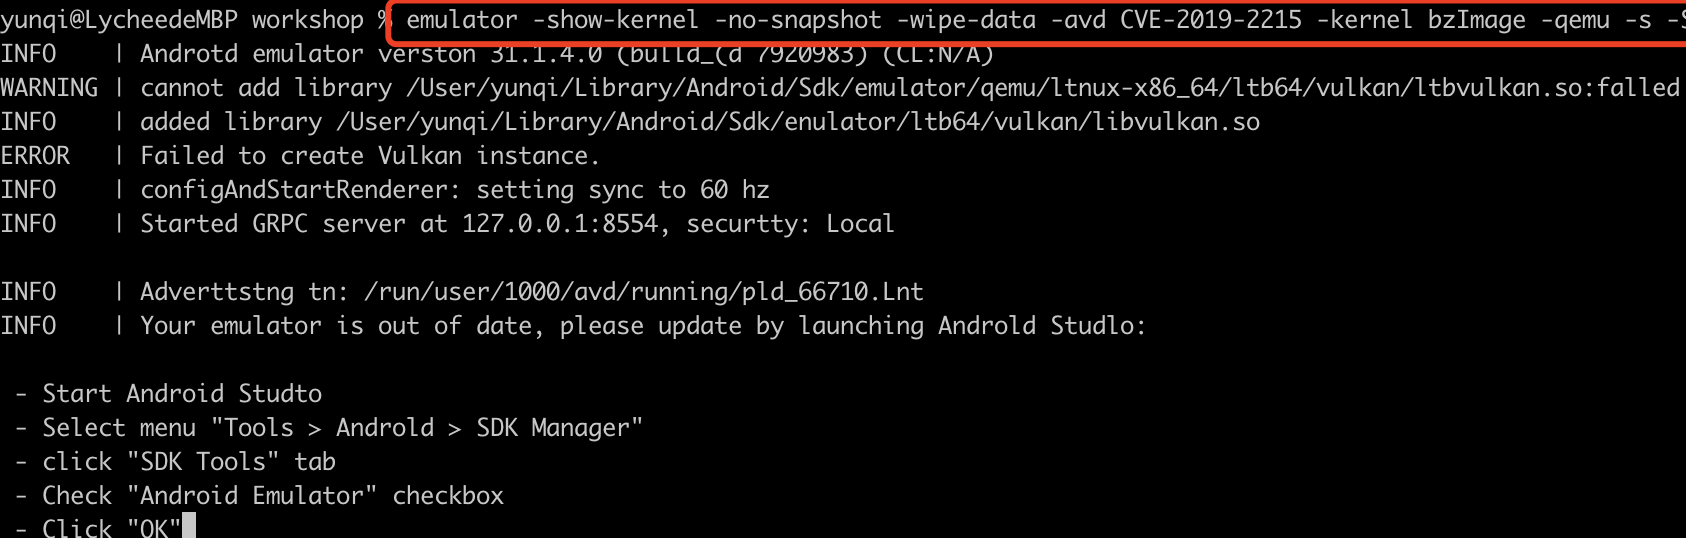 yunqi@LycheedeMBP workshop % emulator -show-kernel -no-snapshot -wipe-data -avd CVE-2019-2215 -kernel bzImage -qemu -s -S
INFO | Androtd emulator verston 31.1.4.0 (butld_(d 7920983) (CL:N/A)
WARNING | cannot add library /User/yunqi/Library/Android/Sdk/emulator/qemu/ltnux-x86_64/ltb64/vulkan/ltbvulkan.so:falled
INFO | added library /User/yunqi/Library/Android/Sdk/enulator/ltb64/vulkan/libvulkan.so
ERROR | Failed to create Vulkan instance.
INFO | configAndStartRenderer: setting sync to 60 hz
INFO | Started GRPC server at 127.0.0.1:8554, securtty: Local
INFO | Adverttstng tn: /run/user/1000/avd/running/pld_66710.Lnt
INFO | Your emulator is out of date, please update by launching Androld Studlo:
- Start Android Studto
- Select menu "Tools > Androld > SDK Manager"
- click "SDK Tools" tab
- Check "Android Emulator" checkbox
- Click "OK"